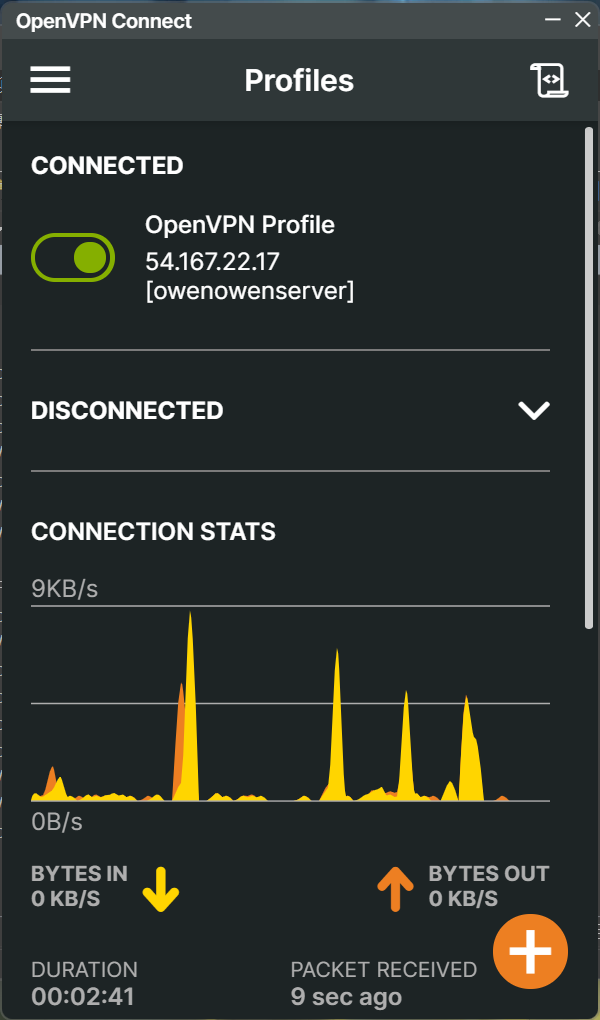 OpenVPN Connect
Profiles
CONNECTED
OpenVPN Profile
54.167.22.17
[owenowenserver]
DISCONNECTED
CONNECTION STATS
9KB/s
0B/s
BYTES IN
0 KB/S
BYTES OUT
0 KB/S
DURATION
00:02:41
PACKET RECEIVED
9 sec ago